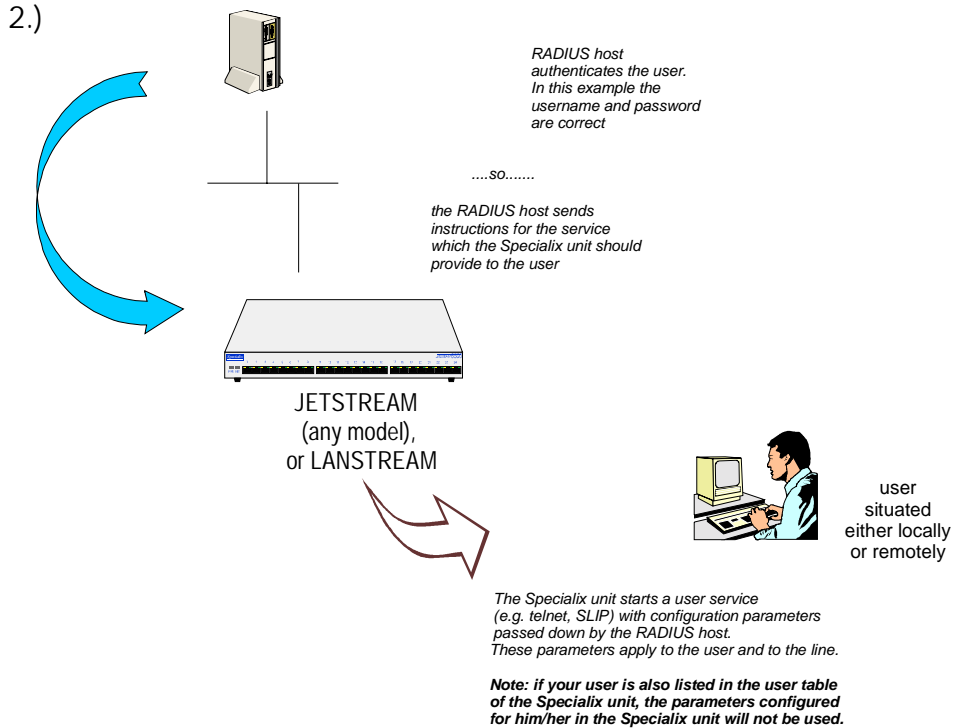 2.)
RADIUS host
authenticates the user.
In this example the
username and password
are correct
....so.......
the RADIUS host sends
instructions for the service
which the Specialix unit should
provide to the user
JETSTREAM
(any model),
or LANSTREAM
user
situated
either locally
or remotely
The Specialix unit starts a user service
(e.g. telnet, SLIP) with configuration parameters
passed down by the RADIUS host.
These parameters apply to the user and to the line.
Note: if your user is also listed in the user table
of the Specialix unit, the parameters configured
for him/her in the Specialix unit will not be used.